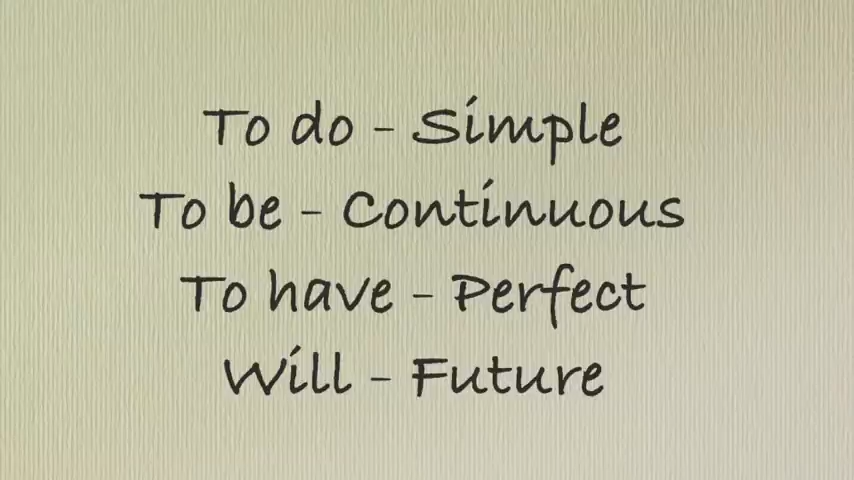 To do - Simple
To be - Continuous
To have - Perfect
Will - Future